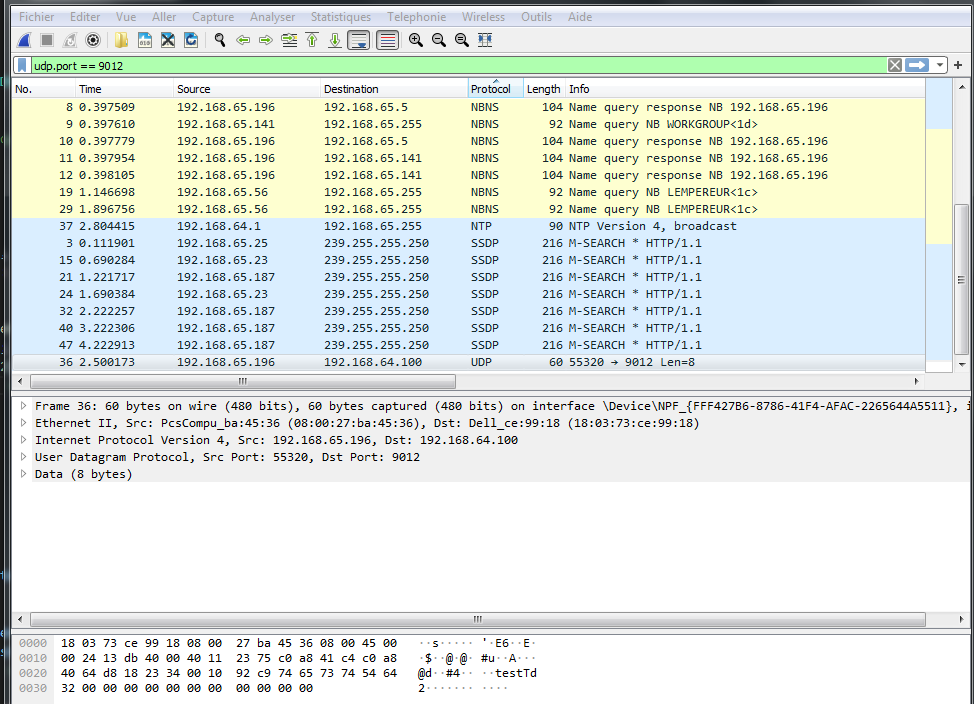 Fichier Editer Vue Aller Capture Analyser Statistiques Telephonie Wireless Outils Aide
udp.port == 9012
No. Time Source Destination Protocol Length Info
8 0.397509 192.168.65.196 192.168.65.5 NBNS 104 Name query response NB 192.168.65.196
9 0.397610 192.168.65.141 192.168.65.255 NBNS 92 Name query NB WORKGROUP<1d>
10 0.397779 192.168.65.196 192.168.65.5 NBNS 104 Name query response NB 192.168.65.196
11 0.397954 192.168.65.196 192.168.65.141 NBNS 104 Name query response NB 192.168.65.196
12 0.398105 192.168.65.196 192.168.65.141 NBNS 104 Name query response NB 192.168.65.196
19 1.146698 192.168.65.56 192.168.65.255 NBNS 92 Name query NB LEMPEREUR<1c>
29 1.896756 192.168.65.56 192.168.65.255 NBNS 92 Name query NB LEMPEREUR<1c>
37 2.804415 192.168.64.1 192.168.65.255 NTP 90 NTP Version 4, broadcast
3 0.111901 192.168.65.25 239.255.255.250 SSDP 216 M-SEARCH * HTTP/1.1
15 0.690284 192.168.65.23 239.255.255.250 SSDP 216 M-SEARCH * HTTP/1.1
21 1.221717 192.168.65.187 239.255.255.250 SSDP 216 M-SEARCH * HTTP/1.1
24 1.690384 192.168.65.23 239.255.255.250 SSDP 216 M-SEARCH * HTTP/1.1
32 2.222257 192.168.65.187 239.255.255.250 SSDP 216 M-SEARCH * HTTP/1.1
40 3.222306 192.168.65.187 239.255.255.250 SSDP 216 M-SEARCH * HTTP/1.1
47 4.222913 192.168.65.187 239.255.255.250 SSDP 216 M-SEARCH * HTTP/1.1
36 2.500173 192.168.65.196 192.168.64.100 UDP 60 55320 → 9012 Len=8
Frame 36: 60 bytes on wire (480 bits), 60 bytes captured (480 bits) on interface \Device\NPF_{FFF427B6-8786-41F4-AFAC-2265644A5511}, i
Ethernet II, Src: PcsCompu_ba:45:36 (08:00:27:ba:45:36), Dst: Dell_ce:99:18 (18:03:73:ce:99:18)
Internet Protocol Version 4, Src: 192.168.65.196, Dst: 192.168.64.100
User Datagram Protocol, Src Port: 55320, Dst Port: 9012
Data (8 bytes)
0000 18 03 73 ce 99 18 08 00 27 ba 45 36 08 00 45 00 ··s····· '·E6··E·
0010 00 24 13 db 40 00 40 11 23 75 c0 a8 41 c4 c0 a8 ·$··@·@· #u··A···
0020 40 64 d8 18 23 34 00 10 92 c9 74 65 73 74 54 64 @d··#4·· ··testTd
0030 32 00 00 00 00 00 00 00 00 00 00 00 2······· ····